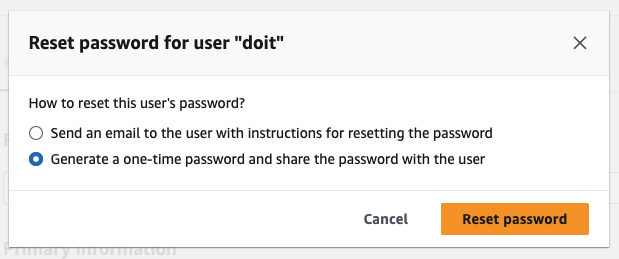 Reset password for user "doit"
How to reset this user's password?
Send an email to the user with instructions for resetting the password
Generate a one-time password and share the password with the user
Cancel
Reset password
Primary information